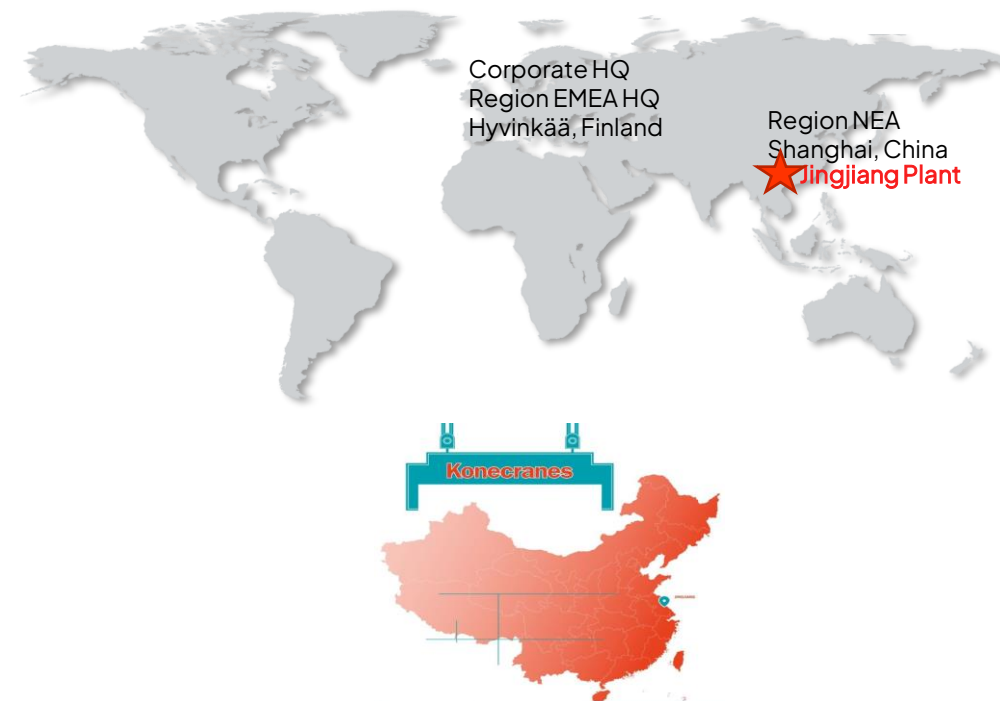 Corporate HQ
Region EMEA HQ
Hyvinkää, Finland
Region NEA
Shanghai, China
Jingjiang Plant
Konecranes